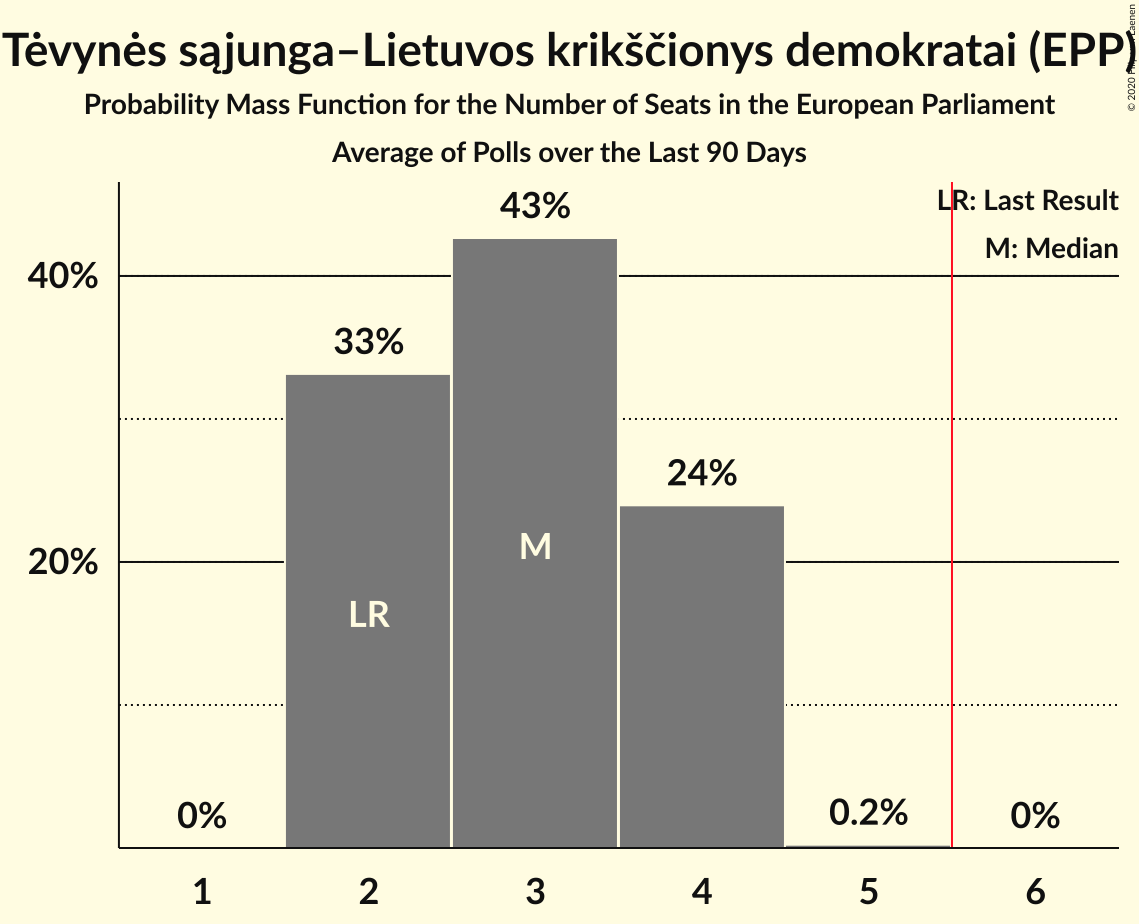 Tėvynės sąjunga–Lietuvos krikščionys demokratai (EPP)
Probability Mass Function for the Number of Seats in the European Parliament
Average of Polls over the Last 90 Days
© 2020
LR: Last Result
M: Median
43%
40%
33%
24%
M
20%
LR
0%
0.2%
0%
1 2 3 4 5 6